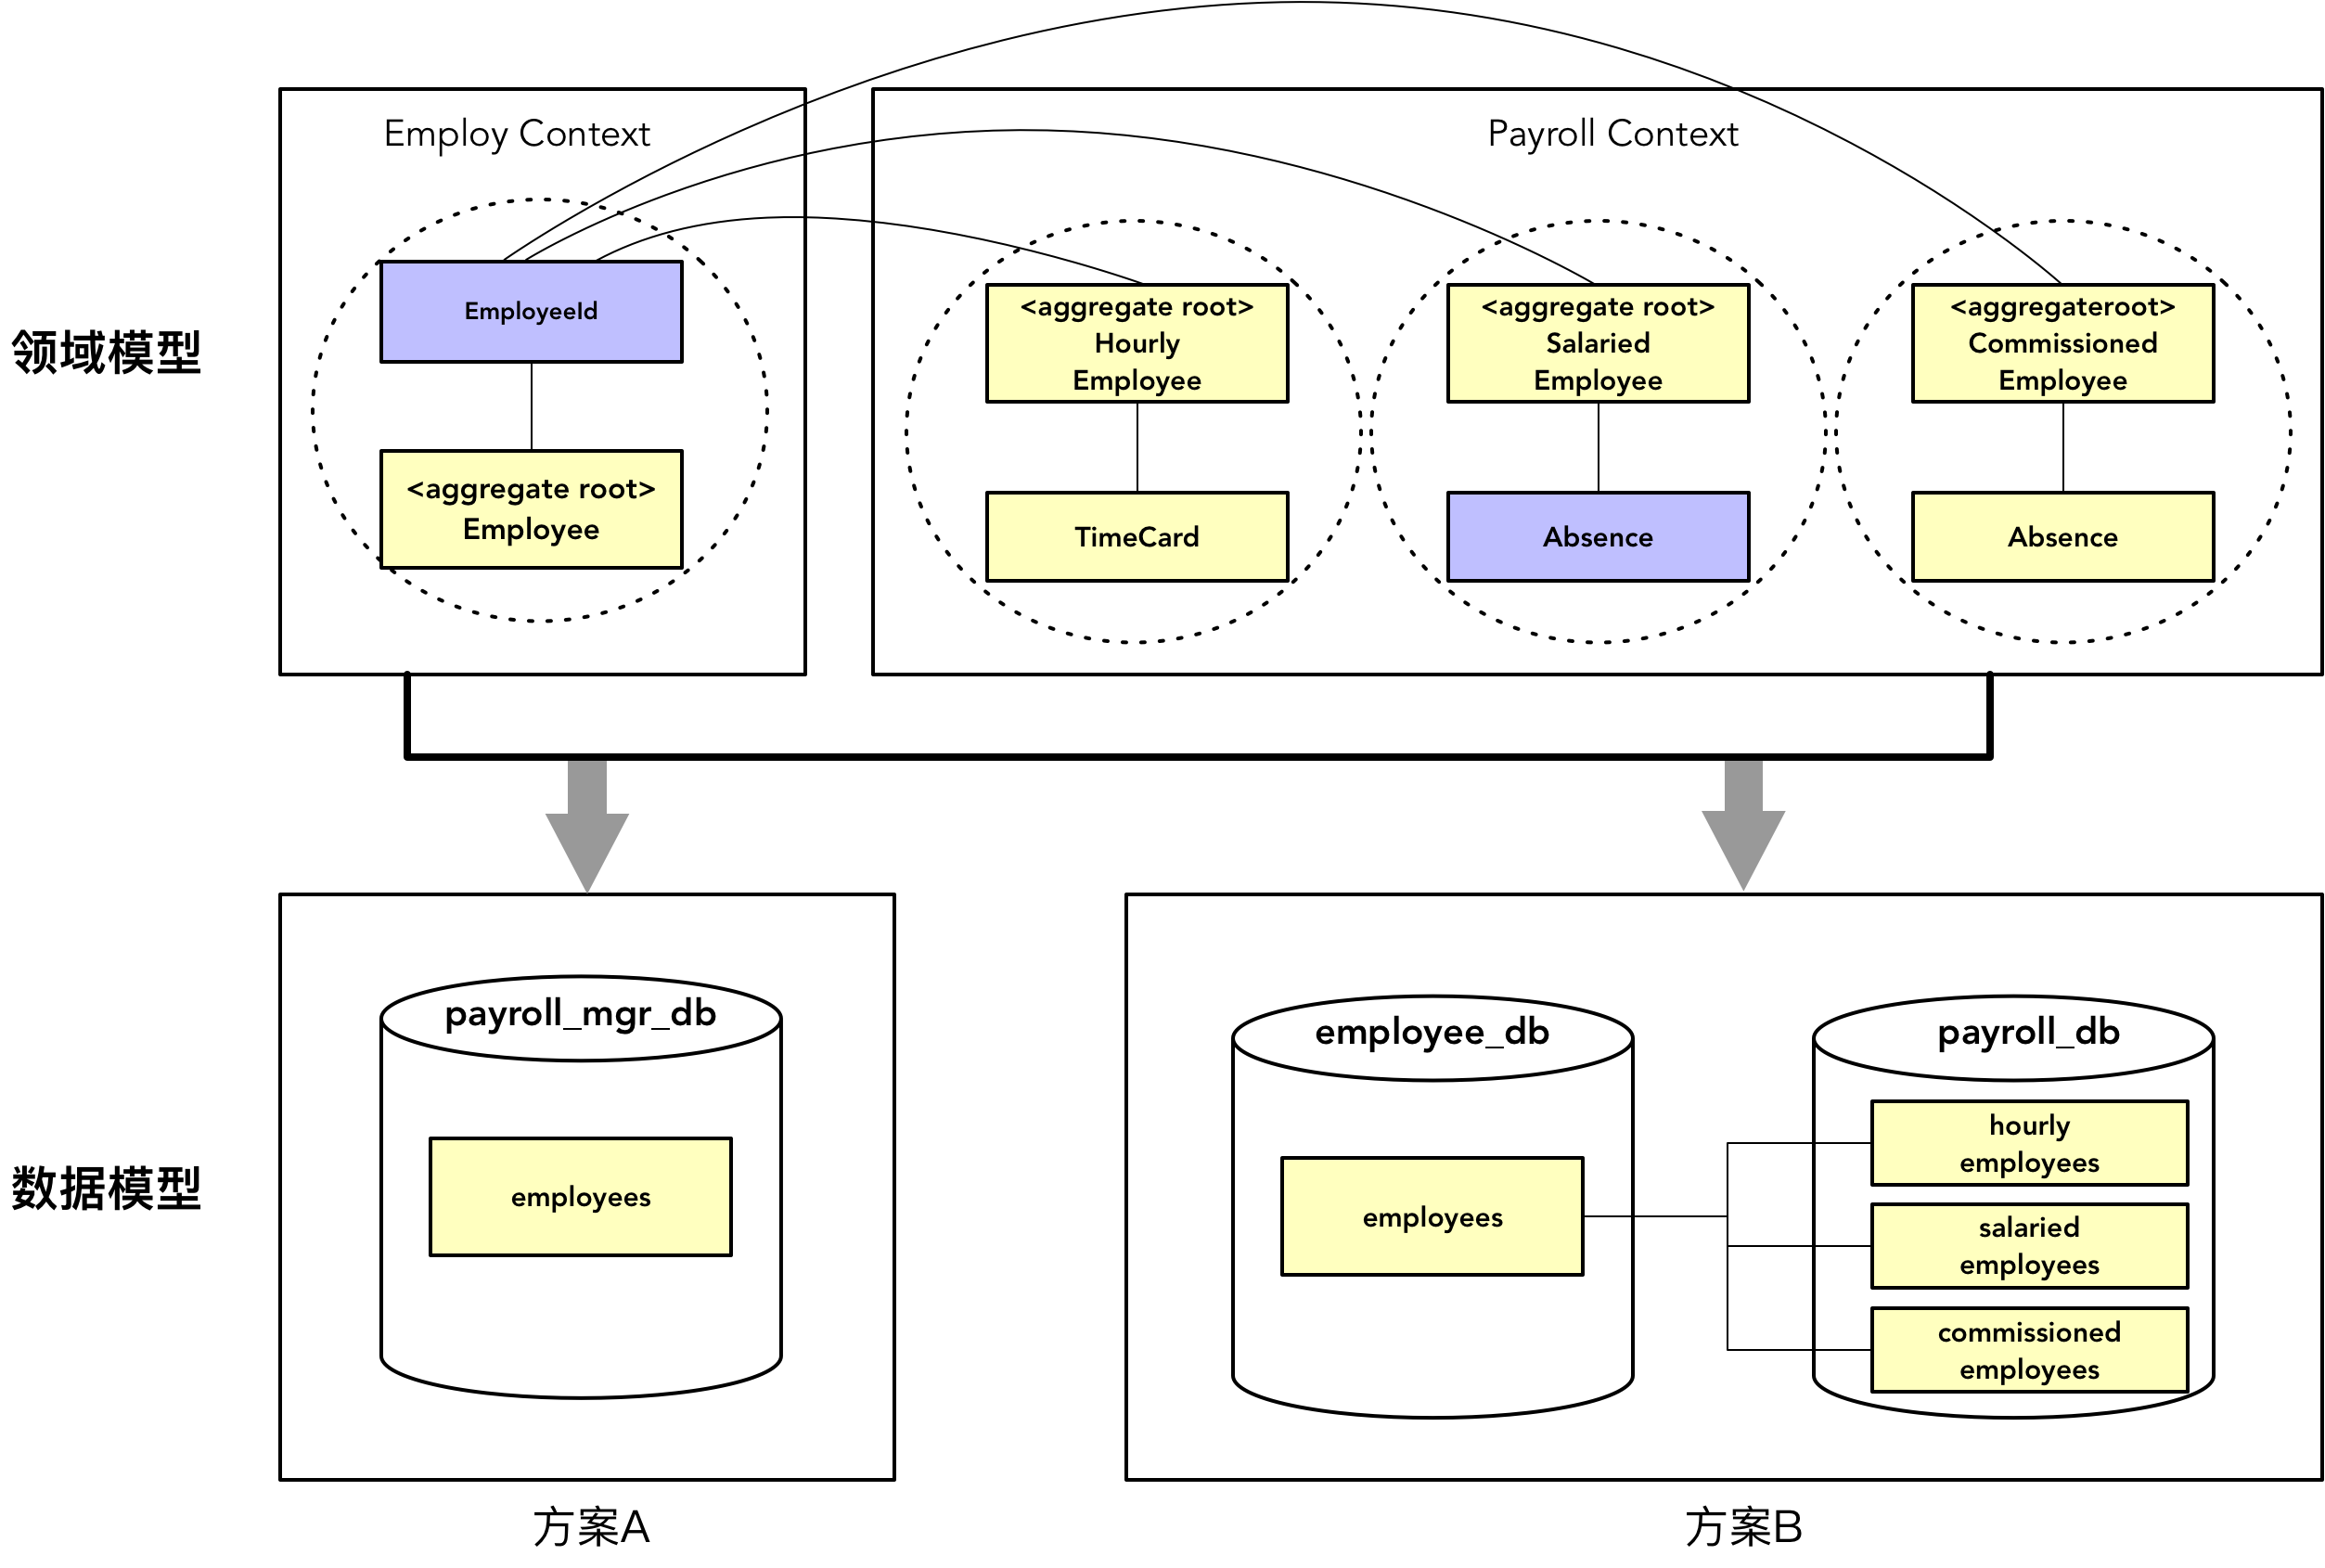 Employ Context
Payroll Context
领域模型
EmployeeId
<aggregate root>
Employee
<aggregate root>
Hourly
Employee
TimeCard
<aggregate root>
Salaried
Employee
Absence
<aggregateroot>
Commissioned
Employee
Absence
数据模型
payroll_mgr_db
employees
employee_db
employees
payroll_db
hourly
employees
salaried
employees
commissioned
employees
方案A
方案B